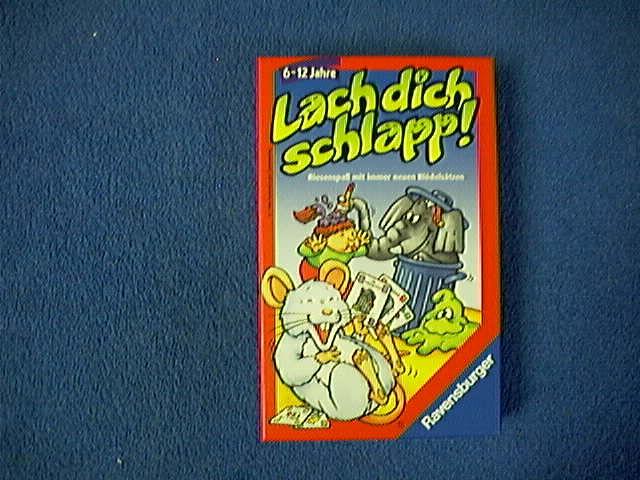 6-12 Jahre
Lach dich
schlapp!
Riesenspaß mit immer neuen Blödelsätzen
Ravensburger